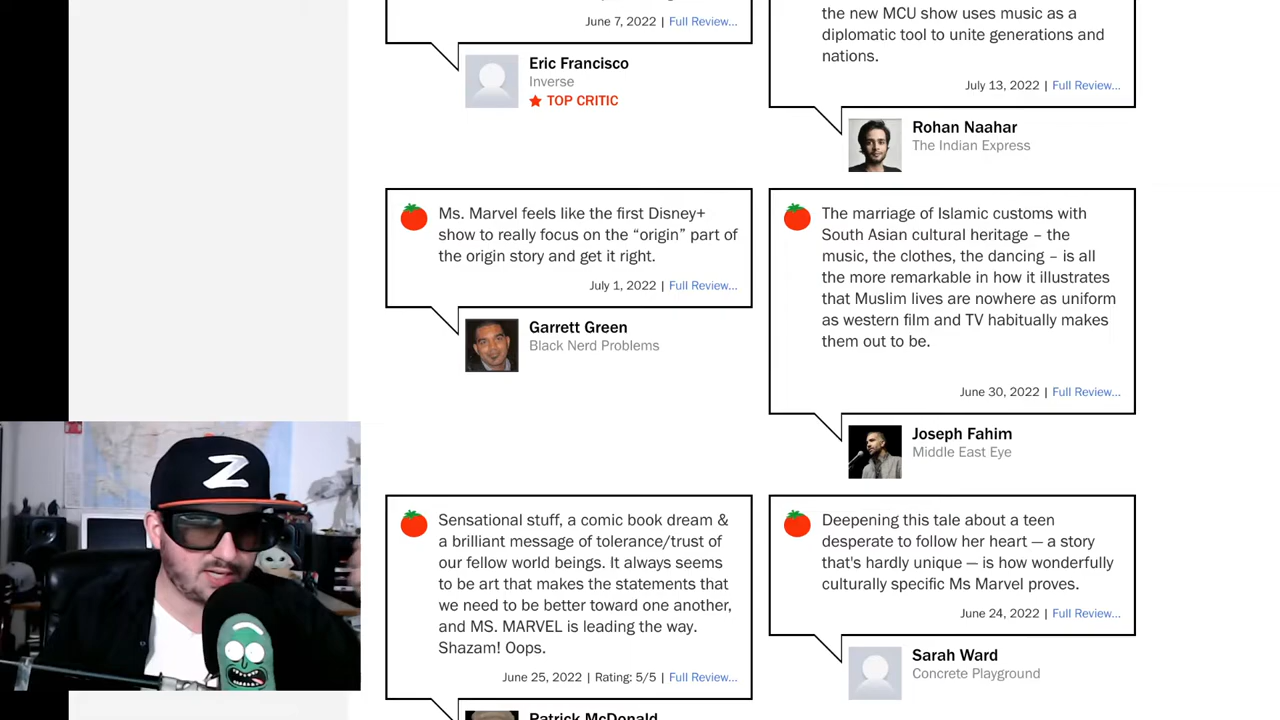 June 7, 2022 | Full Review...
Eric Francisco
Inverse
TOP CRITIC
the new MCU show uses music as a
diplomatic tool to unite generations and
nations.
July 13, 2022 | Full Review...
Rohan Naahar
The Indian Express
Ms. Marvel feels like the first Disney+
show to really focus on the “origin” part of
the origin story and get it right.
July 1, 2022 | Full Review...
Garrett Green
Black Nerd Problems
The marriage of Islamic customs with
South Asian cultural heritage – the
music, the clothes, the dancing – is all
the more remarkable in how it illustrates
that Muslim lives are nowhere as uniform
as western film and TV habitually makes
them out to be.
June 30, 2022 | Full Review...
Joseph Fahim
Middle East Eye
Sensational stuff, a comic book dream &
a brilliant message of tolerance/trust of
our fellow world beings. It always seems
to be art that makes the statements that
we need to be better toward one another,
and MS. MARVEL is leading the way.
Shazam! Oops.
June 25, 2022 | Rating: 5/5 | Full Review...
Patrick McDonald
Deepening this tale about a teen
desperate to follow her heart — a story
that's hardly unique — is how wonderfully
culturally specific Ms Marvel proves.
June 24, 2022 | Full Review...
Sarah Ward
Concrete Playground
Z